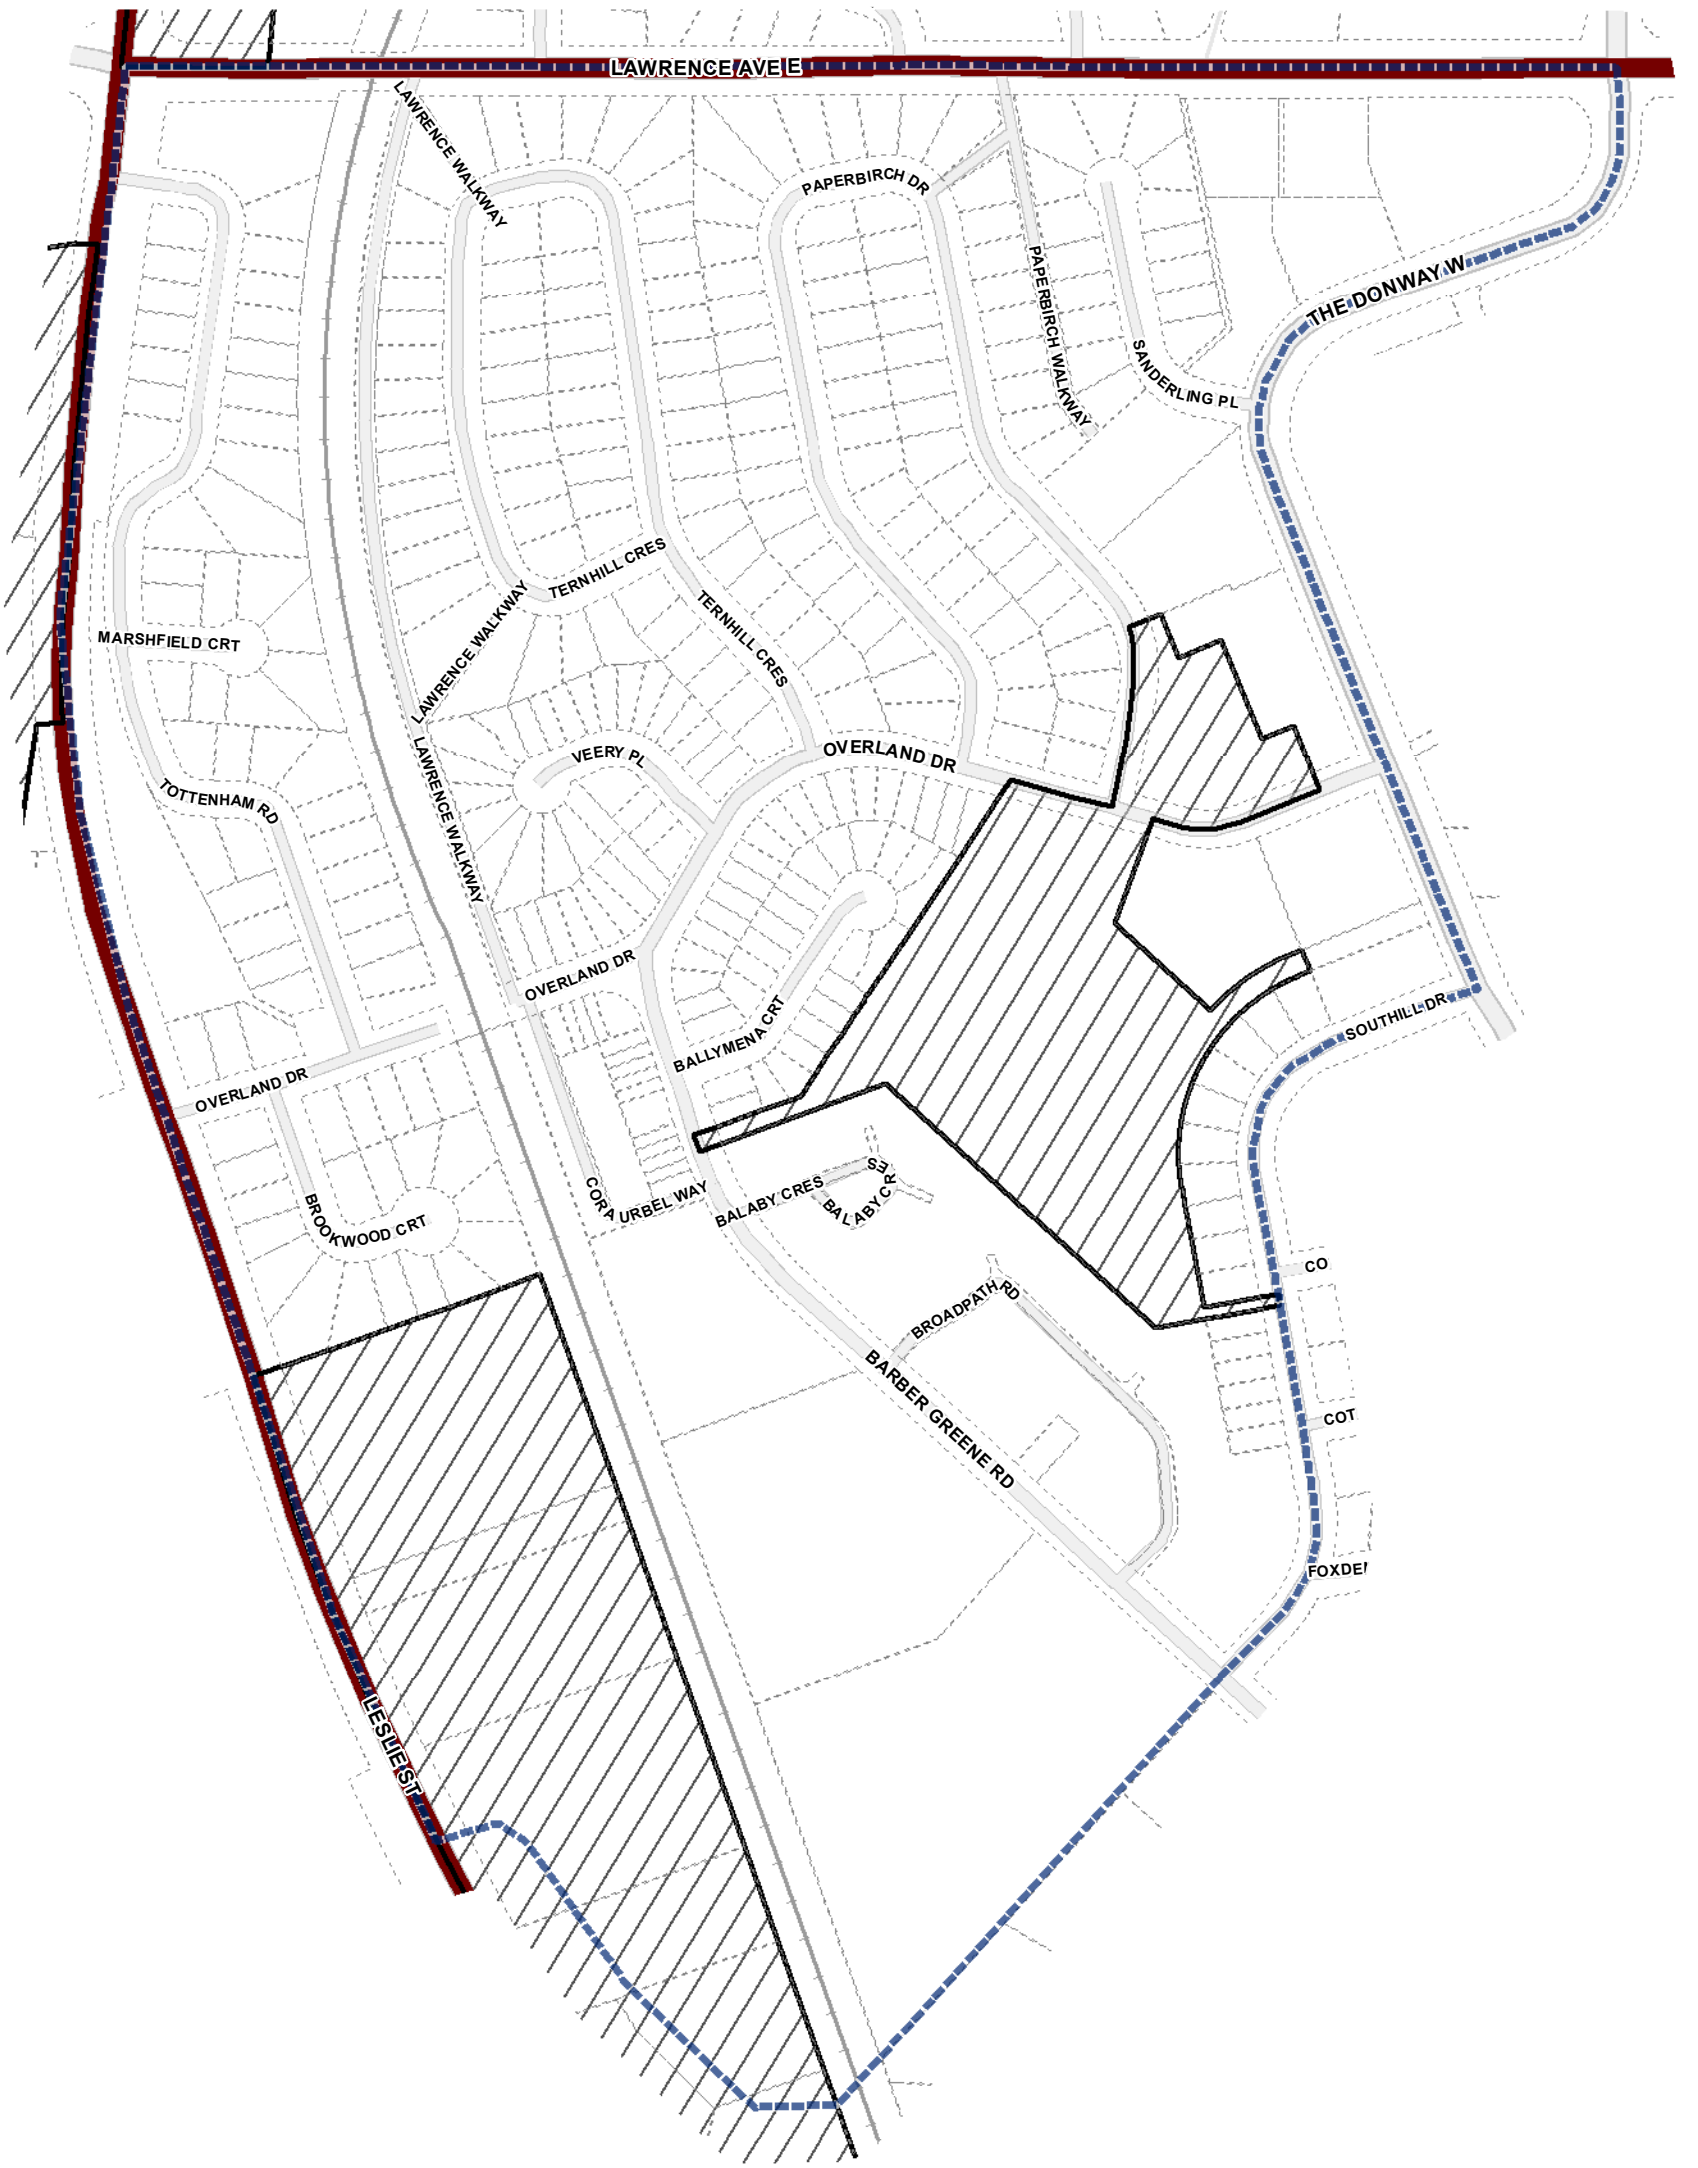 LAWRENCE AVE E
LAWRENCE WALKWAY
PAPERBIRCH DR
PAPERBIRCH WALKWAY
THE DONWAY W
SANDERLING PL
TERNHILL CRES
LAWRENCE WALKWAY
TERNHILL CRES
MARSHFIELD CRT
VEERY PL
OVERLAND DR
LAWRENCE WALKWAY
TOTTENHAM RD
OVERLAND DR
BALLYMENA CRT
SOUTHILL DR
OVERLAND DR
BROOKWOOD CRT
CORA URBEL WAY
BALABY CRES
BALABY CRES
CO
BROADPATH RD
BARBER GREENE RD
COT
FOXDE
LESLIE ST